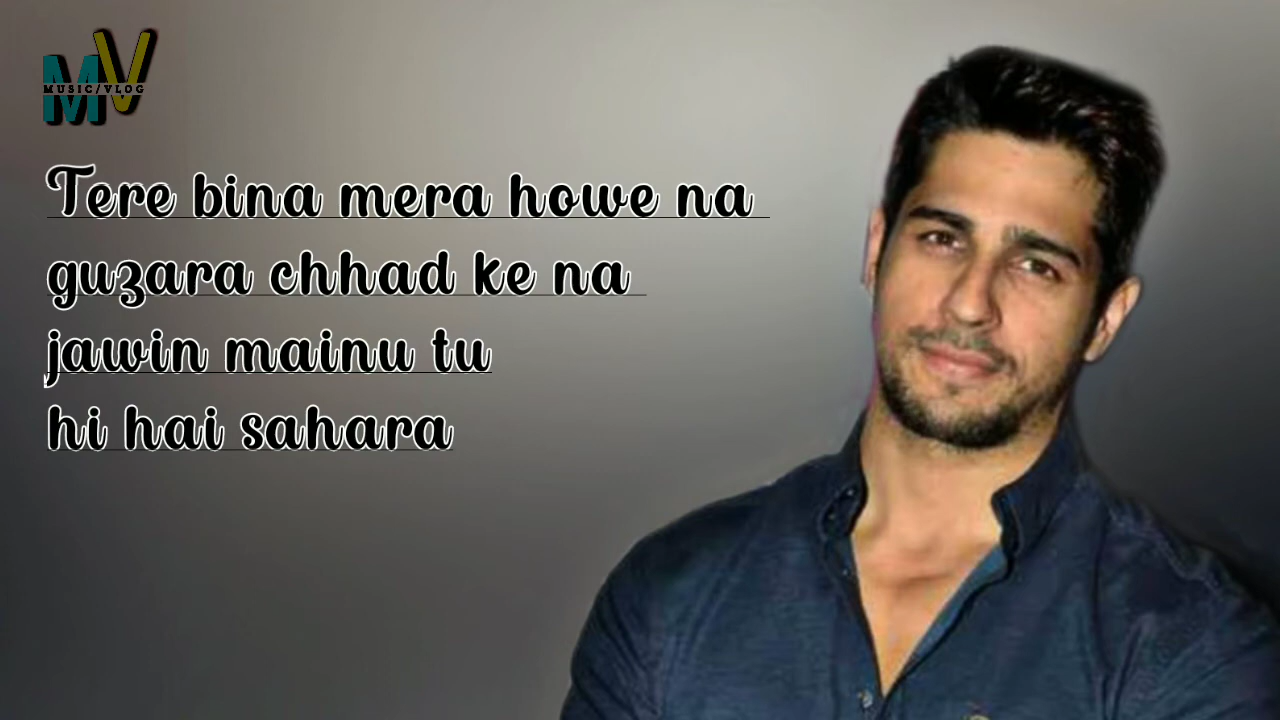 MV
MUSIC/VLOG
Tere bina mera howe na
guzara chhad ke na
jawin mainu tu
hi hai sahara